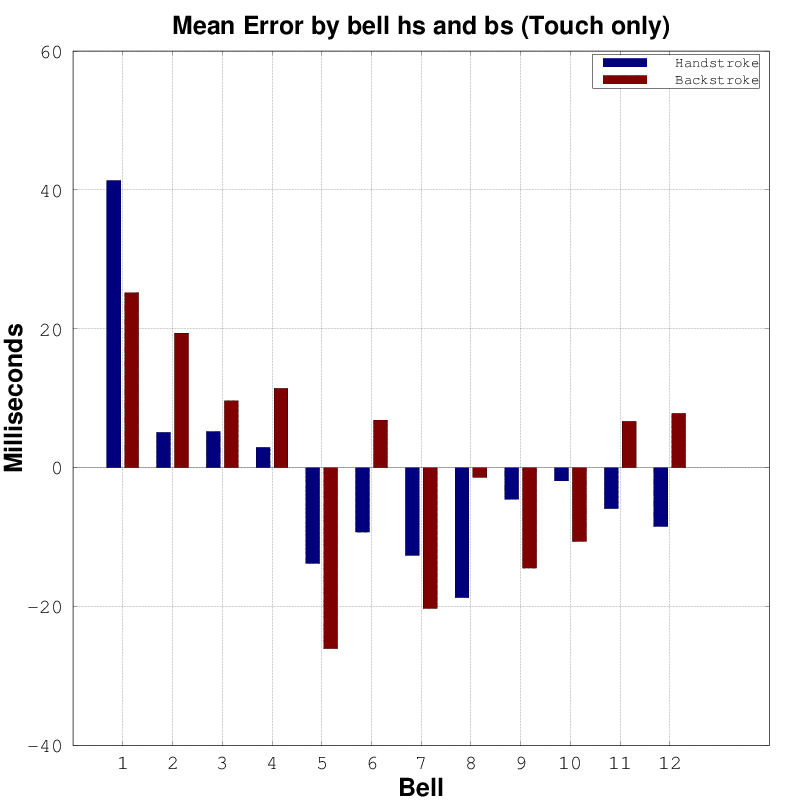 Mean Error by bell hs and bs (Touch only)
Handstroke
Backstroke
60
40
20
0
-20
-40
Milliseconds
1 2 3 4 5 6 7 8 9 10 11 12
Bell